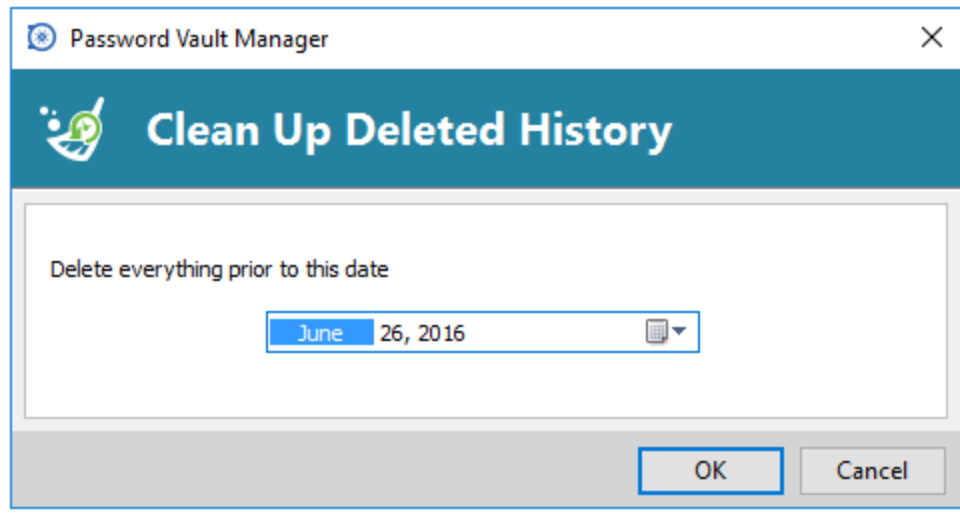 Password Vault Manager
Clean Up Deleted History
Delete everything prior to this date
June 26, 2016
OK Cancel